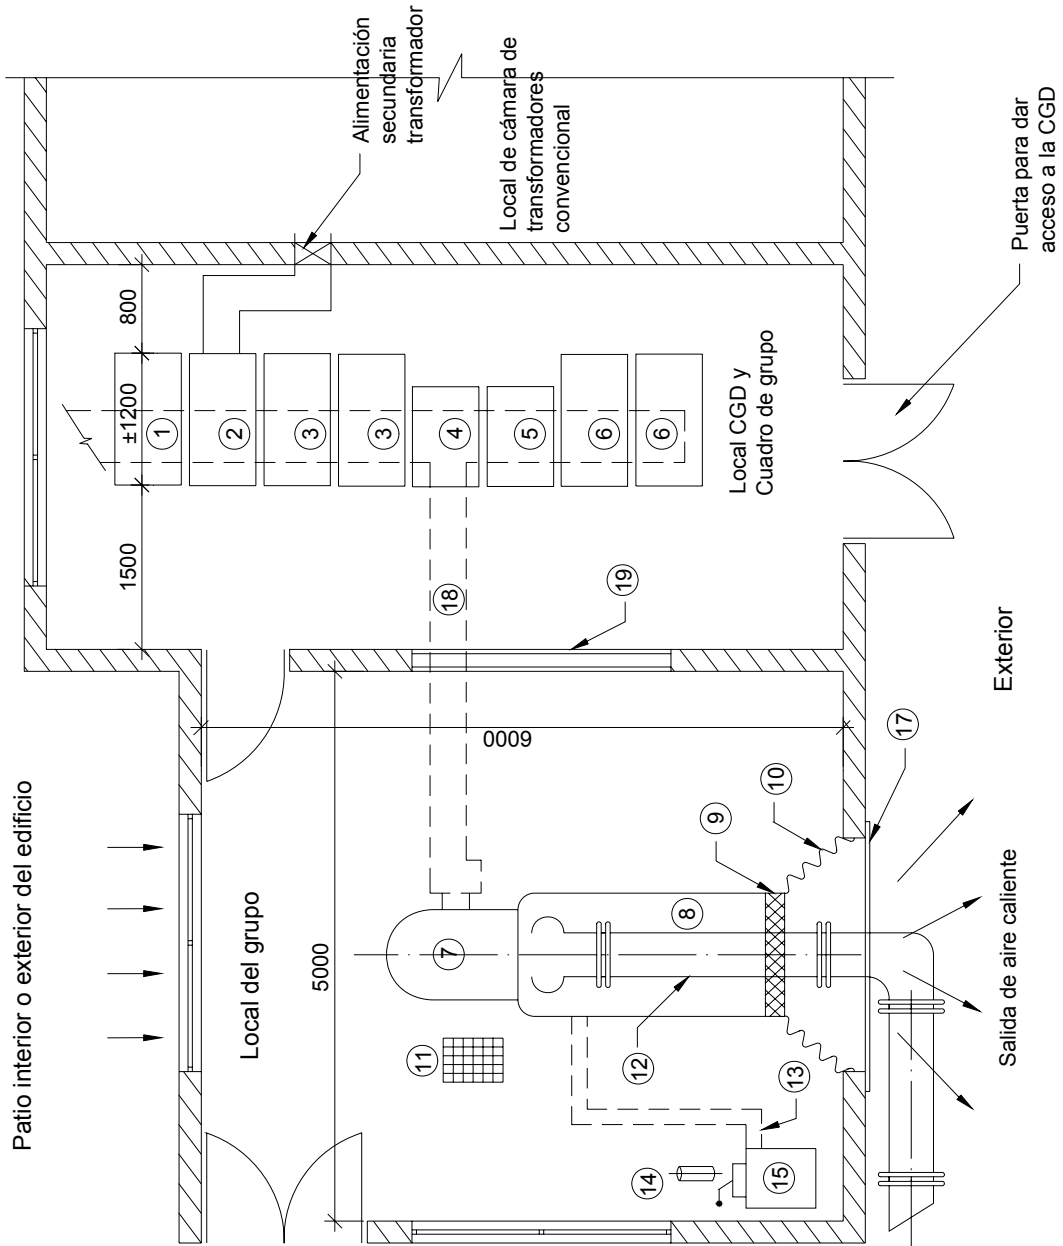 Patio interior o exterior del edificio
Local del grupo
5000
6000
1500
±1200
800
1
2
3
3
4
5
6
6
7
8
9
10
11
12
13
14
15
17
18
19
Alimentación
secundaria
transformador
Local de cámara de
transformadores
convencional
Local CGD y
Cuadro de grupo
Puerta para dar
acceso a la CGD
Exterior
Salida de aire caliente